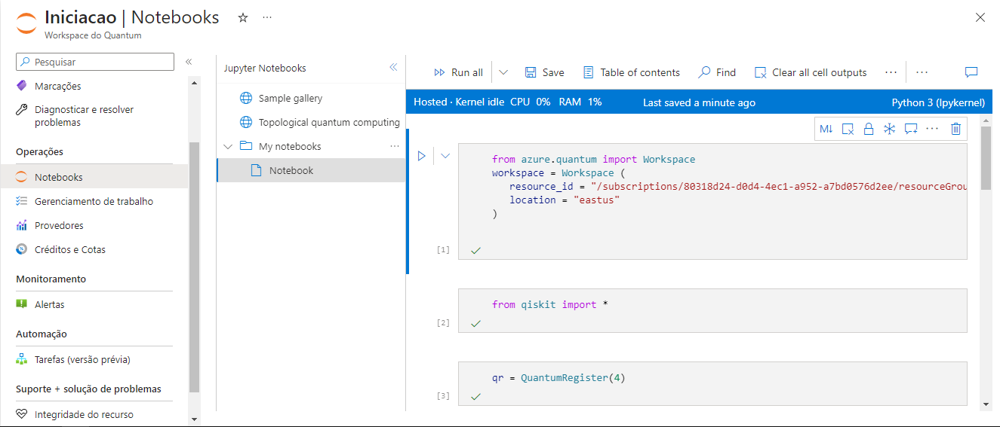 Iniciacao | Notebooks
Workspace do Quantum
Pesquisar
Marcações
Diagnosticar e resolver
problemas
Operações
Notebooks
Gerenciamento de trabalho
Provedores
Créditos e Cotas
Monitoramento
Alertas
Automação
Tarefas (versão prévia)
Suporte + solução de problemas
Integridade do recurso
Jupyter Notebooks
Sample gallery
Topological quantum computing
My notebooks
Notebook
Run all Save Table of contents Find Clear all cell outputs
Hosted · Kernel idle CPU 0% RAM 1% Last saved a minute ago Python 3 (Ipykernel)
M↓
from azure.quantum import Workspace
workspace = Workspace (
resource_id = "/subscriptions/80318d24-d0d4-4ec1-a952-a7bd0576d2ee/resourceGrou
location = "eastus"
)
[1]
from qiskit import *
[2]
qr = QuantumRegister(4)
[3]